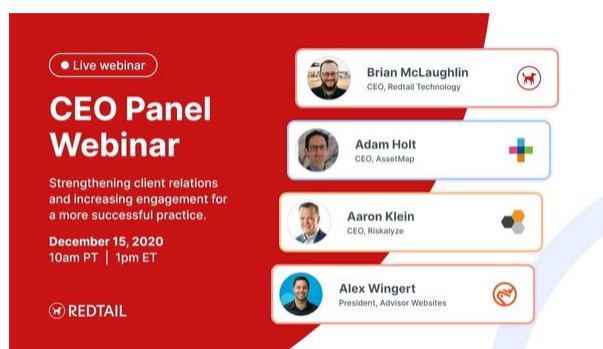 Live webinar
CEO Panel
Webinar
Strengthening client relations
and increasing engagement for
a more successful practice.
December 15, 2020
10am PT | 1pm ET
REDTAIL
Brian McLaughlin
CEO, Redtail Technology
Adam Holt
CEO, AssetMap
Aaron Klein
CEO, Riskalyze
Alex Wingert
President, Advisor Websites